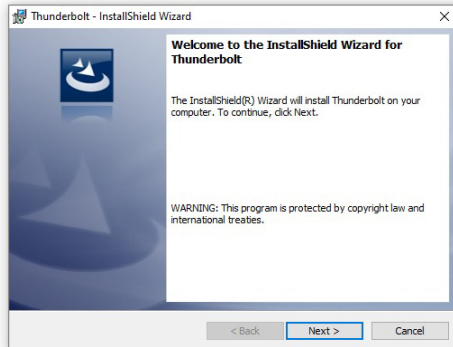 Thunderbolt - InstallShield Wizard
Welcome to the InstallShield Wizard for
Thunderbolt
The InstallShield(R) Wizard will install Thunderbolt on your
computer. To continue, click Next.
WARNING: This program is protected by copyright law and
international treaties.
< Back
Next >
Cancel